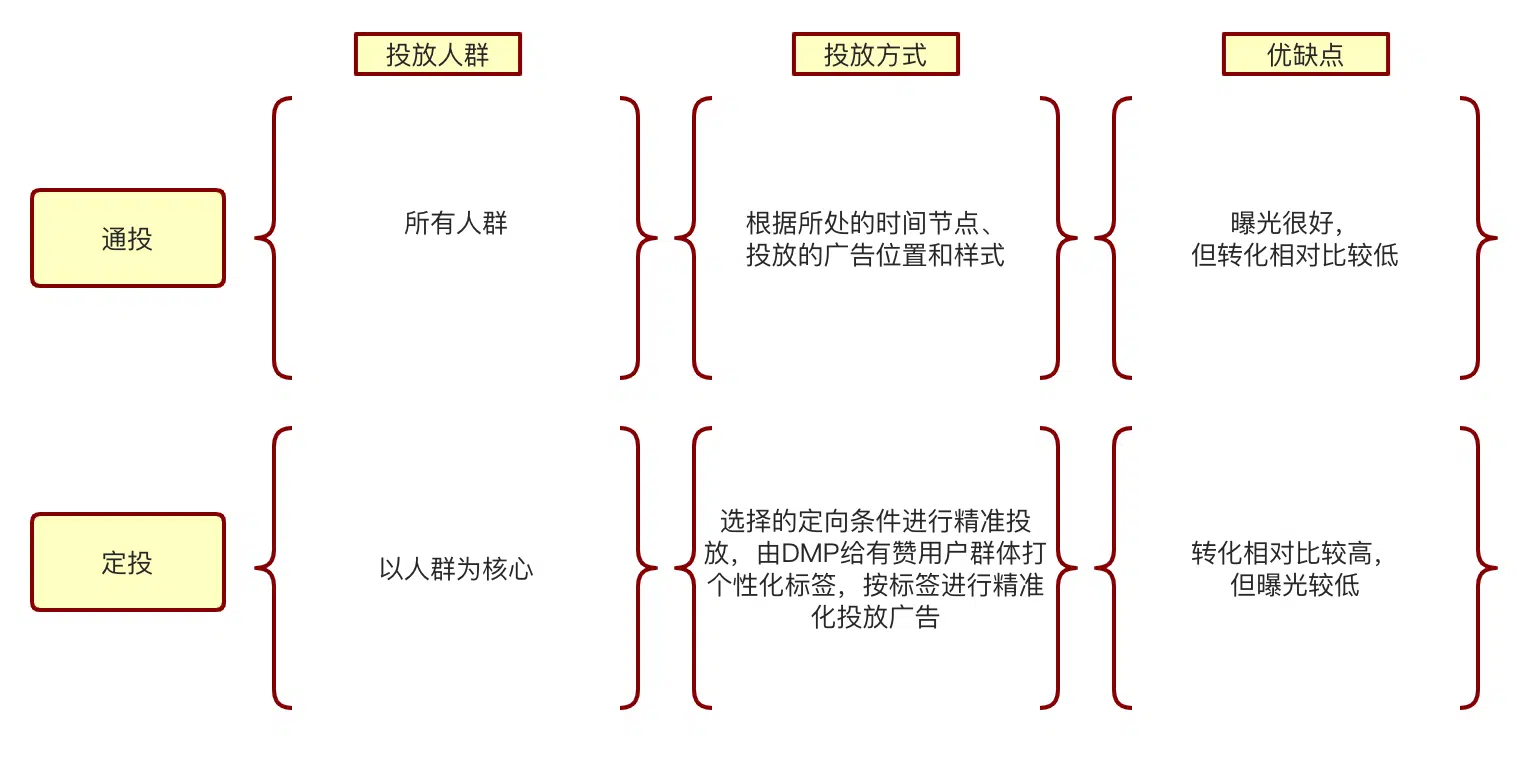 投放人群
投放方式
优缺点
通投
所有人群
根据所处的时间节点、
投放的广告位置和样式
曝光很好，
但转化相对比较低
定投
以人群为核心
选择的定向条件进行精准投
放，由DMP给有赞用户群体打
个性化标签，按标签进行精准
化投放广告
转化相对比较高，
但曝光较低